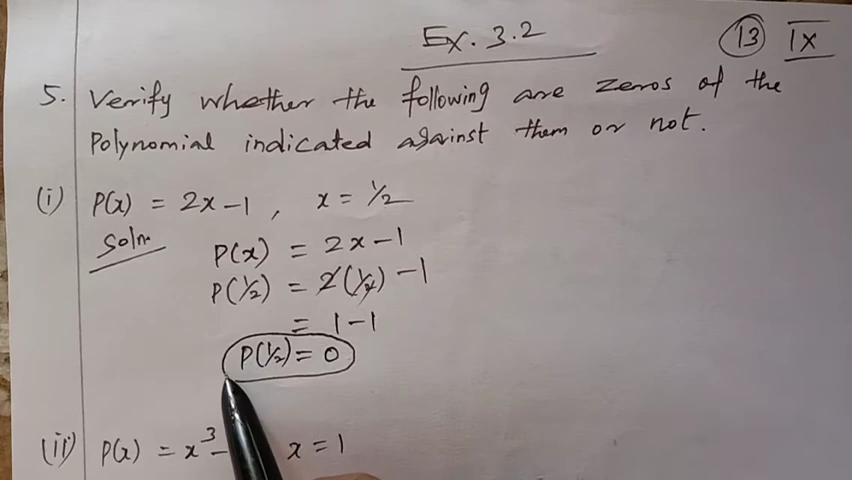 Ex. 3.2
13 IX
5. Verify whether the following are zeros of the
Polynomial indicated against them or not.
(i) P(x) = 2x-1, x = 1/2
Soln.
P(x) = 2x-1
P(1/2) = 2(1/2) -1
= 1-1
P(1/2) = 0
(ii) P(x) = x³- x = 1